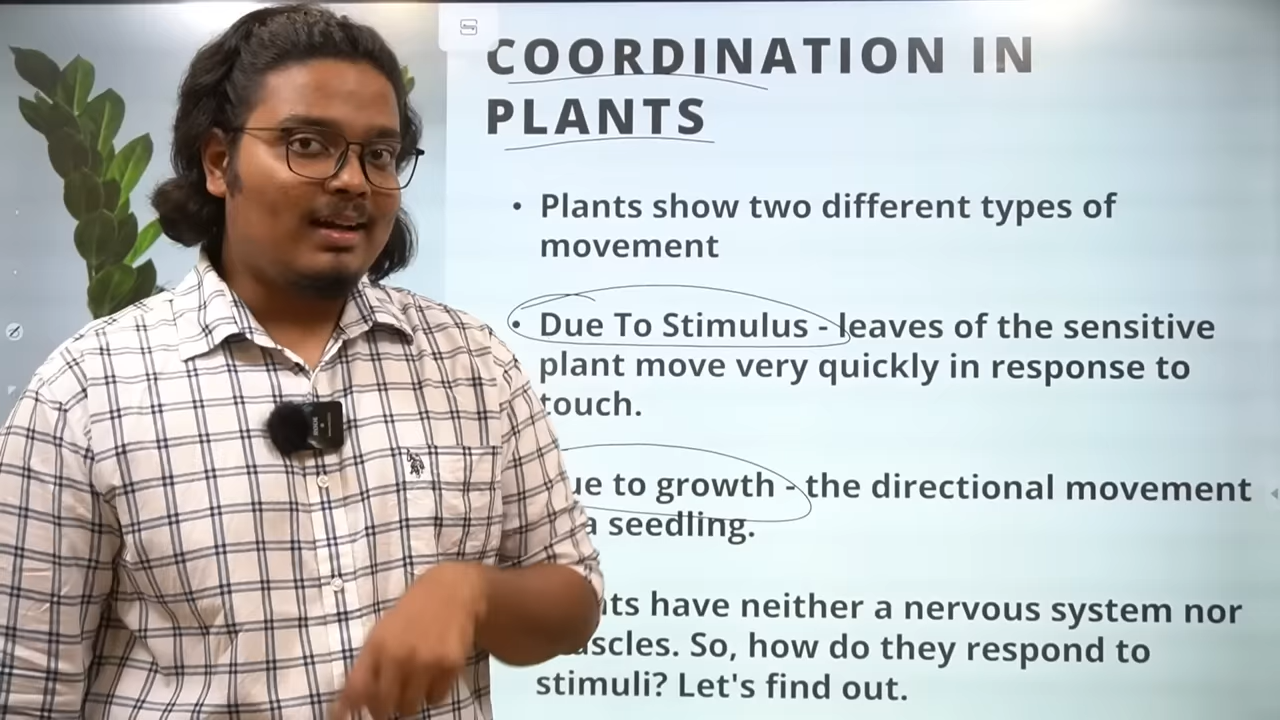 COORDINATION IN
PLANTS
• Plants show two different types of
movement
• Due To Stimulus - leaves of the sensitive
plant move very quickly in response to
touch.
to growth - the directional movement
a seedling.
have neither a nervous system nor
So, how do they respond to
stimuli? Let's find out.